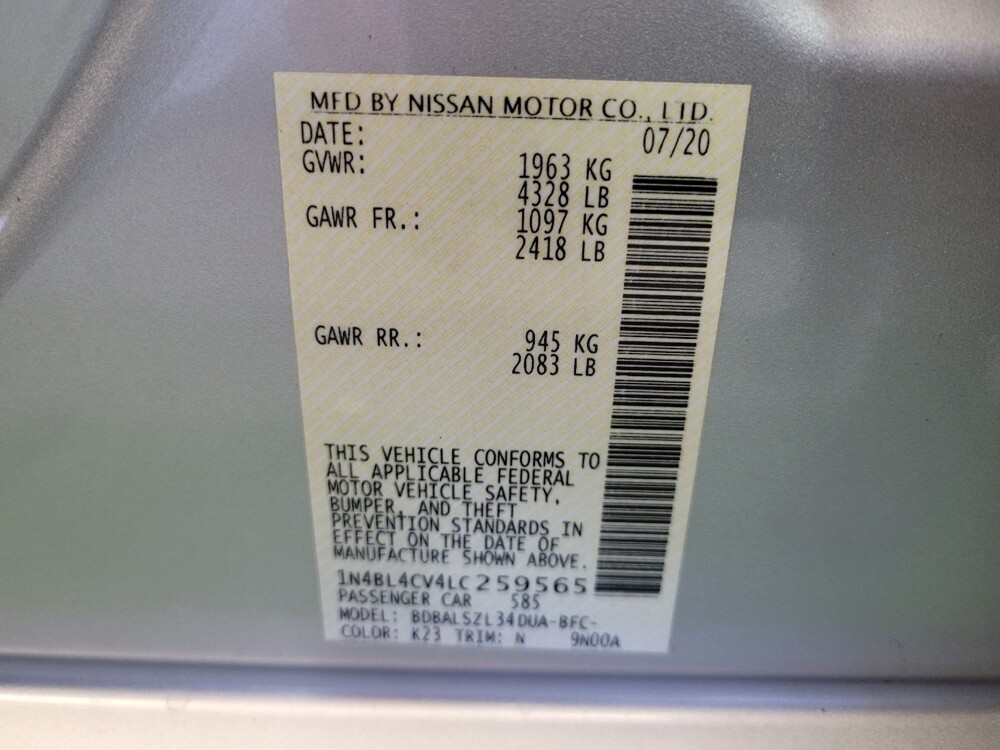 MFD BY NISSAN MOTOR CO., LTD.
DATE: 07/20
GVWR: 1963 KG
4328 LB
GAWR FR.: 1097 KG
2418 LB
GAWR RR.: 945 KG
2083 LB
THIS VEHICLE CONFORMS TO
ALL APPLICABLE FEDERAL
MOTOR VEHICLE SAFETY,
BUMPER, AND THEFT
PREVENTION STANDARDS IN
EFFECT ON THE DATE OF
MANUFACTURE SHOWN ABOVE.
1N4BL4CV4LC259565
PASSENGER CAR 585
MODEL: BDBALSZL34DUA-BFC-
COLOR: K23 TRIM: N 9N00A